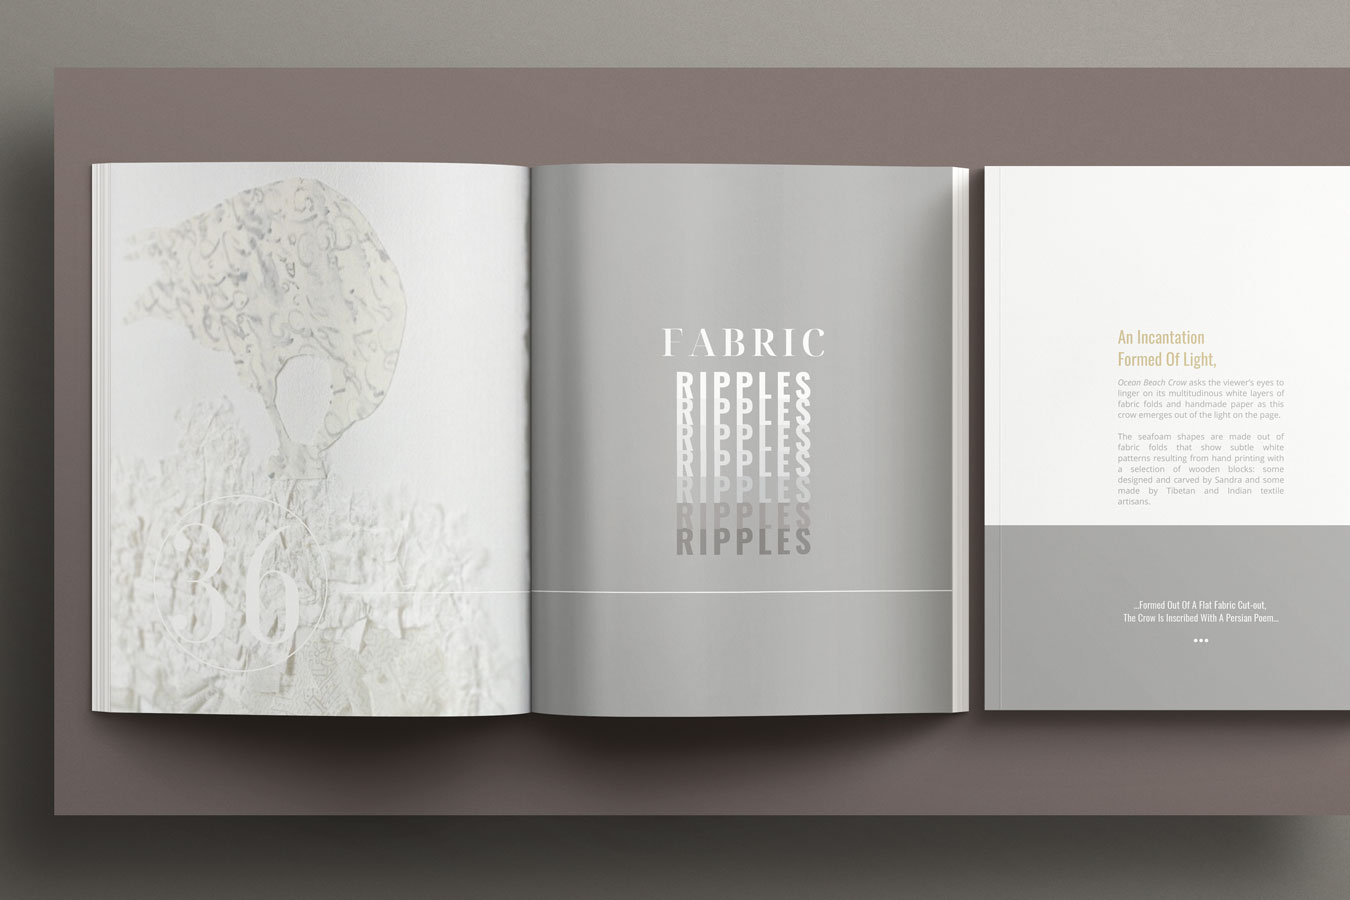 36
FABRIC
RIPPLES
RIPPLES
RIPPLES
RIPPLES
RIPPLES
RIPPLES
RIPPLES
An Incantation
Formed Of Light,
Ocean Beach Crow asks the viewer's eyes to
linger on its multitudinous white layers of
fabric folds and handmade paper as this
crow emerges out of the light on the page.
The seafoam shapes are made out of
fabric folds that show subtle white
patterns resulting from hand printing with
a selection of wooden blocks: some
designed and carved by Sandra and some
made by Tibetan and Indian textile
artisans.
...Formed Out Of A Flat Fabric Cut-out,
The Crow Is Inscribed With A Persian Poem...